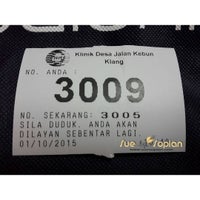 Klinik Desa Jalan Kebun
Klang
NO. ANDA :
3009
NO. SEKARANG: 3005
SILA DUDUK. ANDA AKAN
DILAYAN SEBENTAR LAGI.
01/10/2015
Sue Sopian